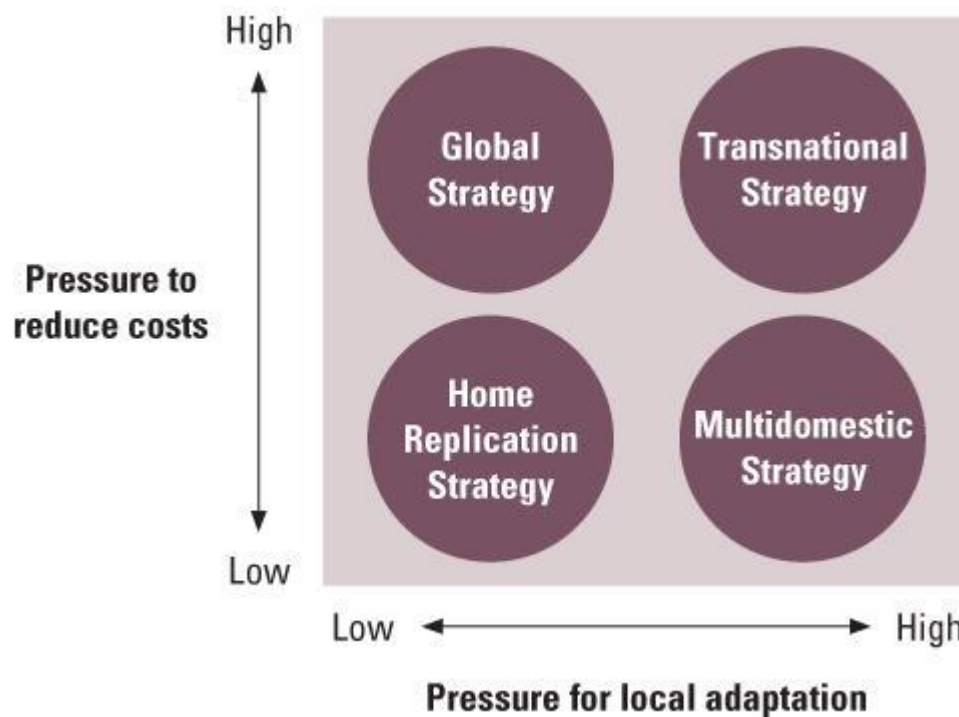 High
Global
Strategy
Transnational
Strategy
Pressure to
reduce costs
Home
Replication
Strategy
Multidomestic
Strategy
Low
Low
High
Pressure for local adaptation